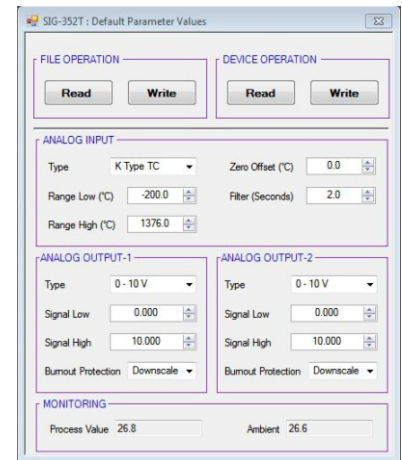 SIG-352T : Default Parameter Values
FILE OPERATION
Read Write
DEVICE OPERATION
Read Write
ANALOG INPUT
Type K Type TC
Zero Offset (°C) 0.0
Range Low (°C) -200.0
Filter (Seconds) 2.0
Range High (°C) 1376.0
ANALOG OUTPUT-1
Type 0 - 10 V
Signal Low 0.000
Signal High 10.000
Burnout Protection Downscale
ANALOG OUTPUT-2
Type 0 - 10 V
Signal Low 0.000
Signal High 10.000
Burnout Protection Downscale
MONITORING
Process Value 26.8
Ambient 26.6